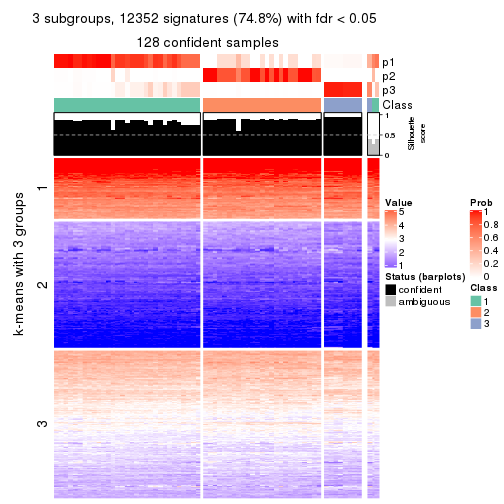 3 subgroups, 12352 signatures (74.8%) with fdr < 0.05
128 confident samples
p1
p2
p3
Class
1
0.5
0
Silhouette
score
k-means with 3 groups
1
2
3
Value
5
4
3
2
1
Status (barplots)
confident
ambiguous
Prob
1
0.8
0.6
0.4
0.2
0
Class
1
2
3